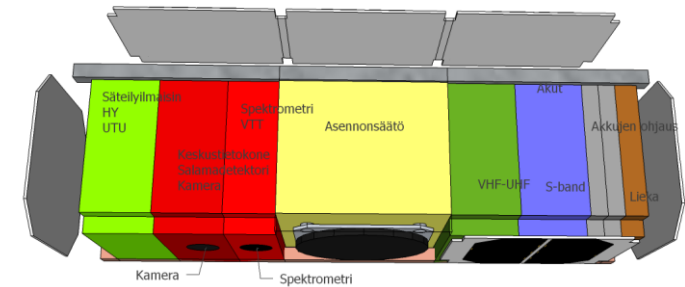 Säteilyilmaisin
HY
UTU
Spektrometri
VTT
Keskustietokone
Salamadetektori
Kamera
Asennonsäätö
Akut
Akkujen ohjaus
VHF-UHF
S-band
Lieka
Kamera
Spektrometri